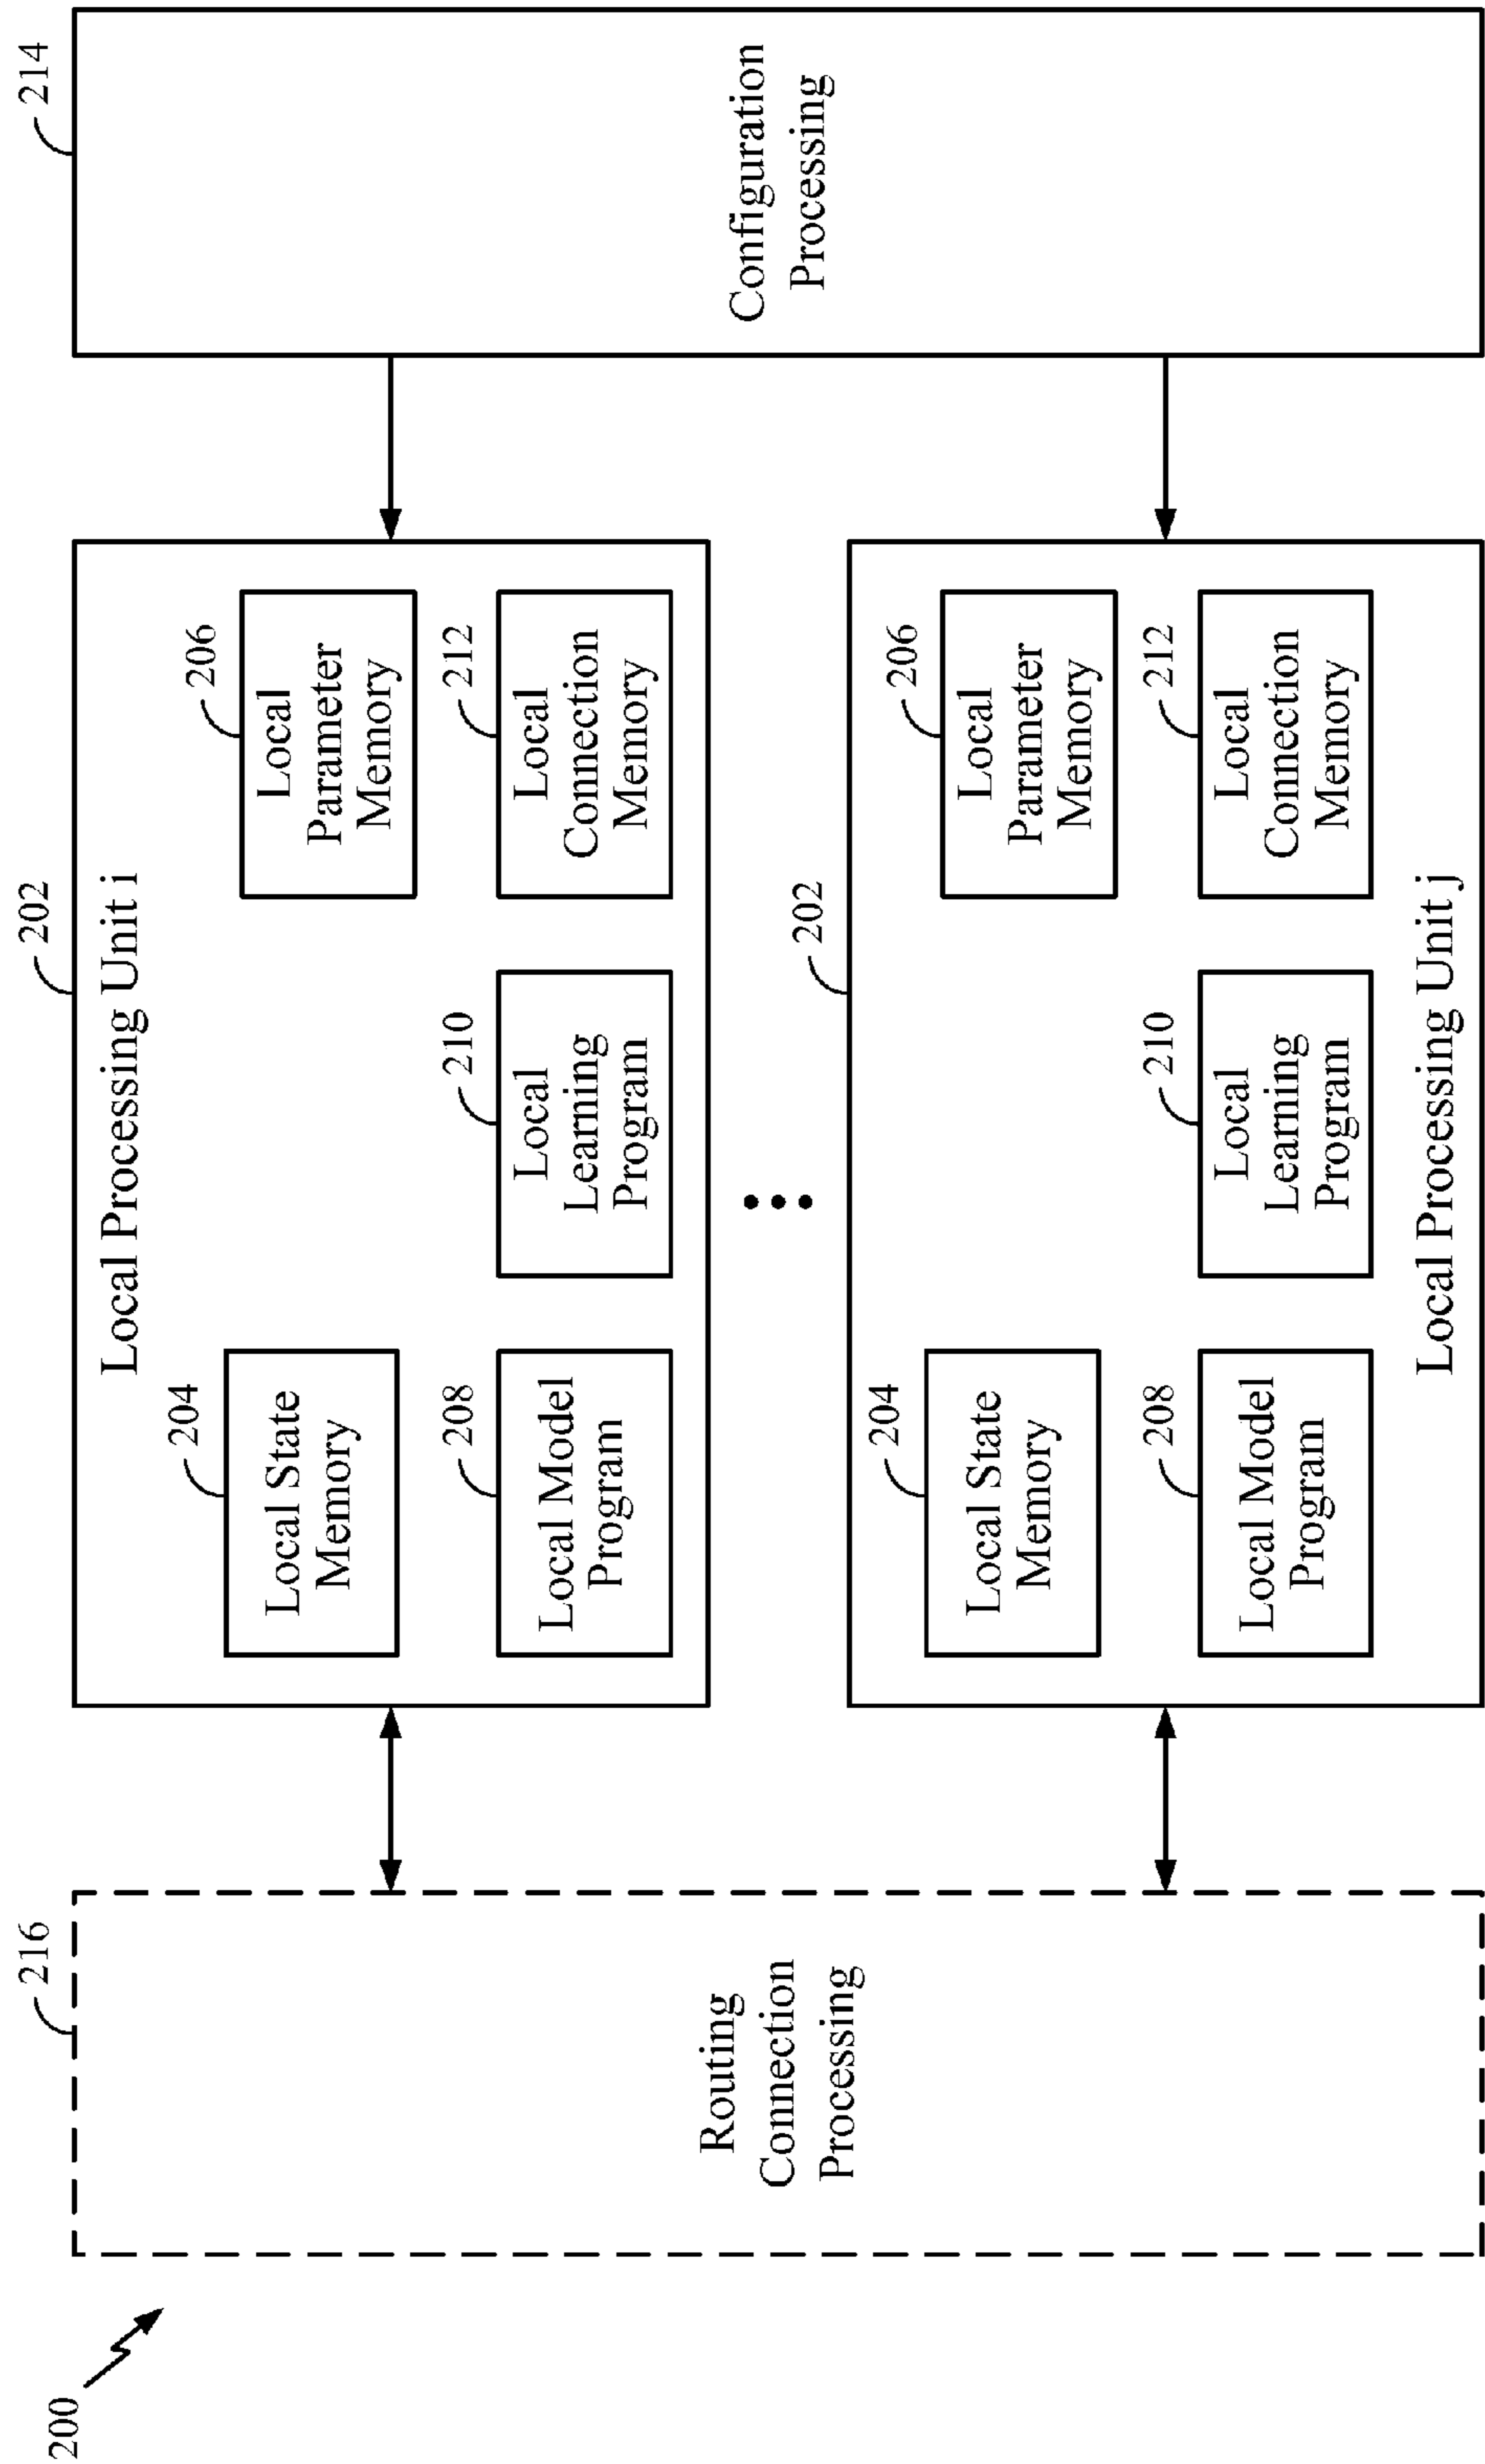 200
216
Routing
Connection
Processing
202
Local Processing Unit i
204
Local State
Memory
206
Local
Parameter
Memory
208
Local Model
Program
210
Local
Learning
Program
212
Local
Connection
Memory
202
204
Local State
Memory
206
Local
Parameter
Memory
208
Local Model
Program
210
Local
Learning
Program
212
Local
Connection
Memory
Local Processing Unit j
214
Configuration
Processing